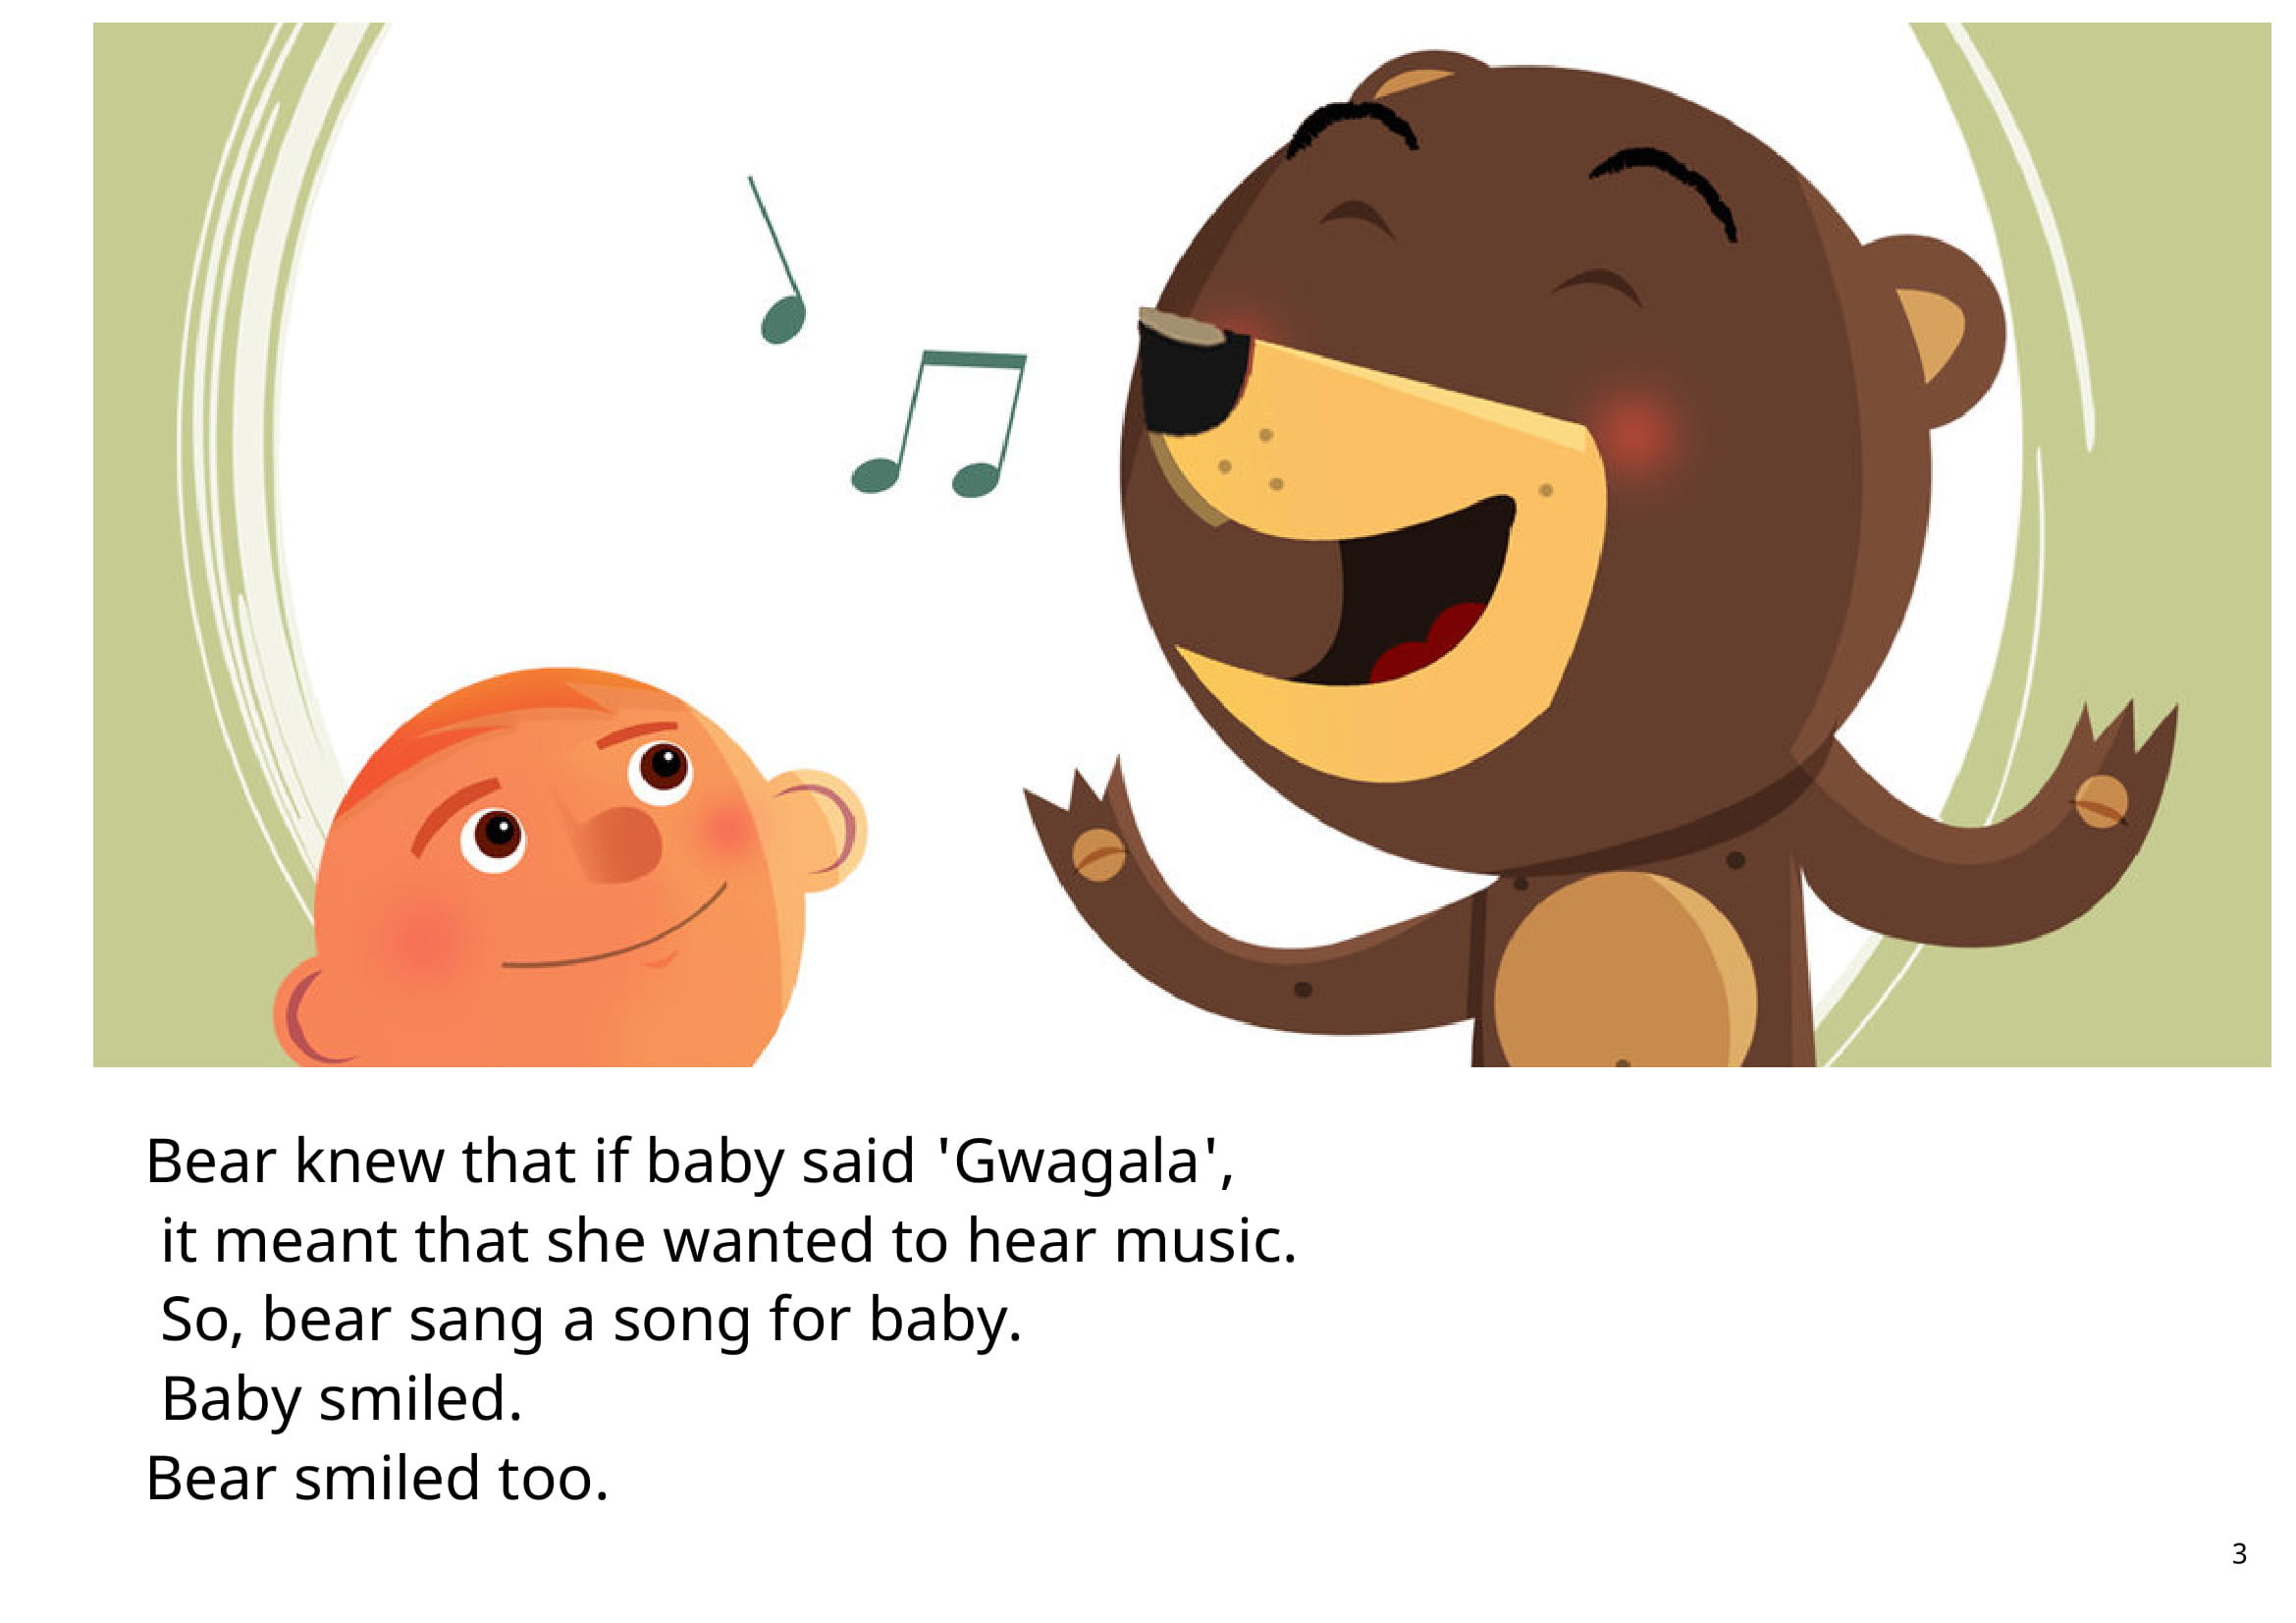 Bear knew that if baby said 'Gwagala',
it meant that she wanted to hear music.
So, bear sang a song for baby.
Baby smiled.
Bear smiled too.
3